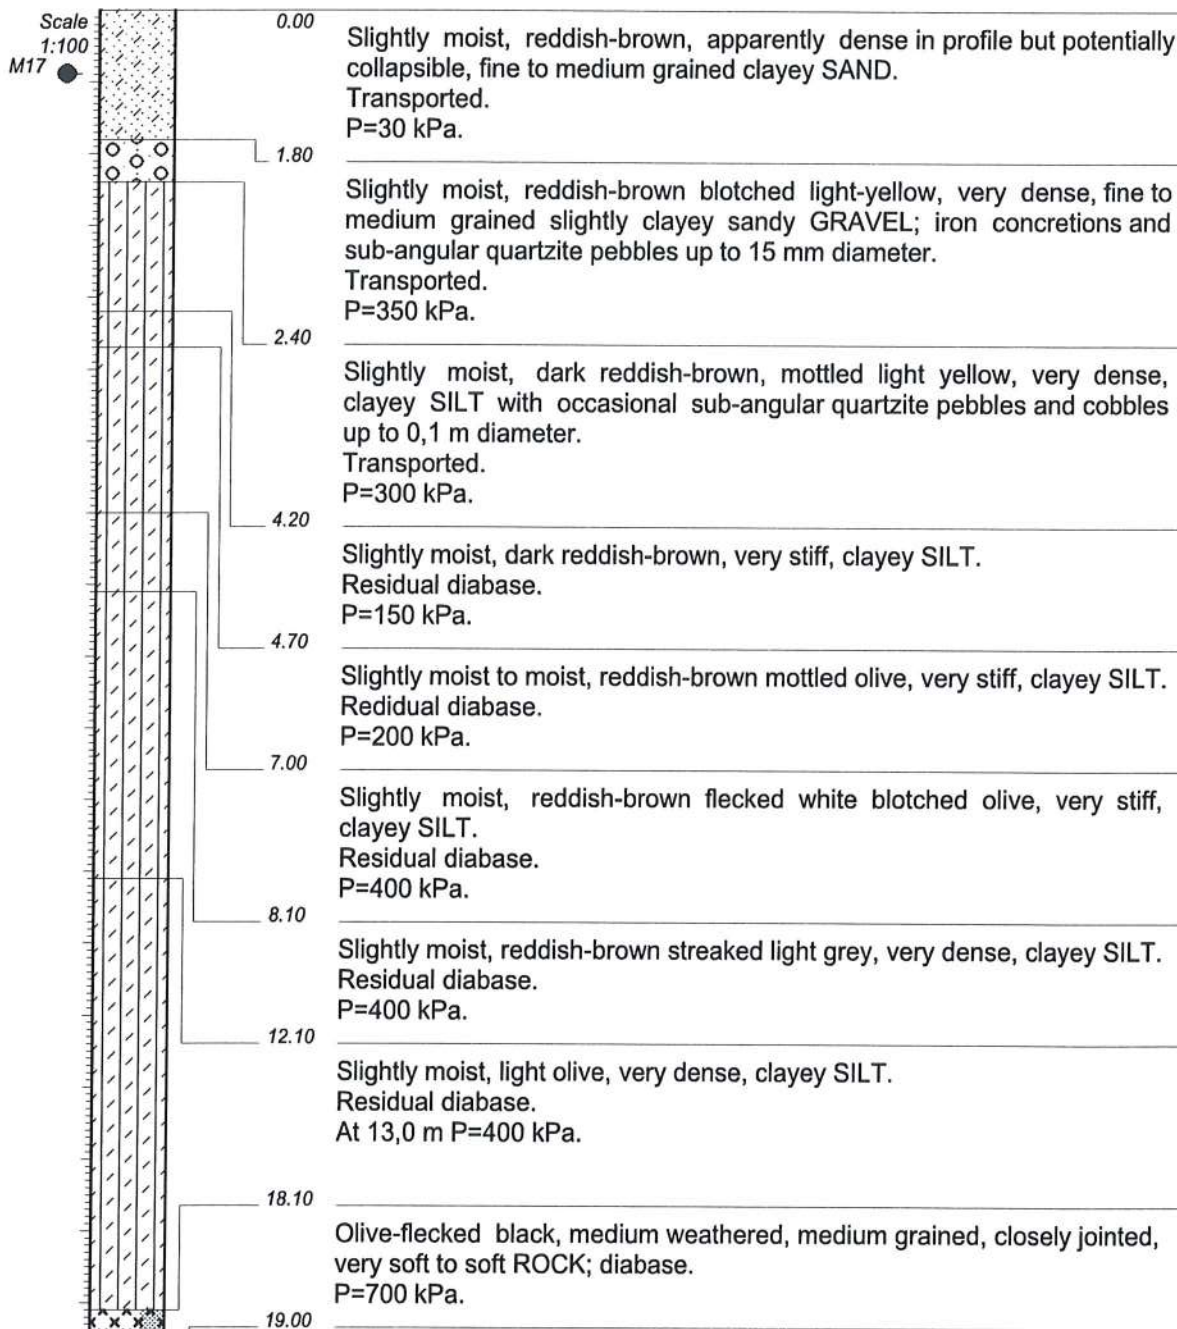 Scale
1:100
M17
0.00
Slightly moist, reddish-brown, apparently dense in profile but potentially
collapsible, fine to medium grained clayey SAND.
Transported.
P=30 kPa.
1.80
Slightly moist, reddish-brown blotched light-yellow, very dense, fine to
medium grained slightly clayey sandy GRAVEL; iron concretions and
sub-angular quartzite pebbles up to 15 mm diameter.
Transported.
P=350 kPa.
2.40
Slightly moist, dark reddish-brown, mottled light yellow, very dense,
clayey SILT with occasional sub-angular quartzite pebbles and cobbles
up to 0,1 m diameter.
Transported.
P=300 kPa.
4.20
Slightly moist, dark reddish-brown, very stiff, clayey SILT.
Residual diabase.
P=150 kPa.
4.70
Slightly moist to moist, reddish-brown mottled olive, very stiff, clayey SILT.
Redidual diabase.
P=200 kPa.
7.00
Slightly moist, reddish-brown flecked white blotched olive, very stiff,
clayey SILT.
Residual diabase.
P=400 kPa.
8.10
Slightly moist, reddish-brown streaked light grey, very dense, clayey SILT.
Residual diabase.
P=400 kPa.
12.10
Slightly moist, light olive, very dense, clayey SILT.
Residual diabase.
At 13,0 m P=400 kPa.
18.10
Olive-flecked black, medium weathered, medium grained, closely jointed,
very soft to soft ROCK; diabase.
P=700 kPa.
19.00